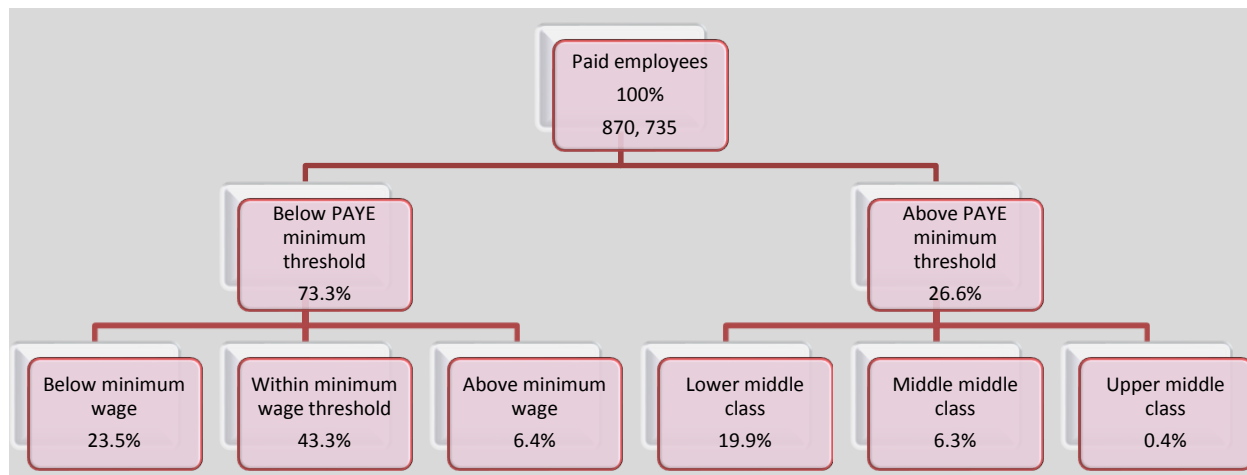 Paid employees
100%
870, 735
Below PAYE
minimum
threshold
73.3%
Above PAYE
minimum
threshold
26.6%
Below minimum
wage
23.5%
Within minimum
wage threshold
43.3%
Above minimum
wage
6.4%
Lower middle
class
19.9%
Middle middle
class
6.3%
Upper middle
class
0.4%